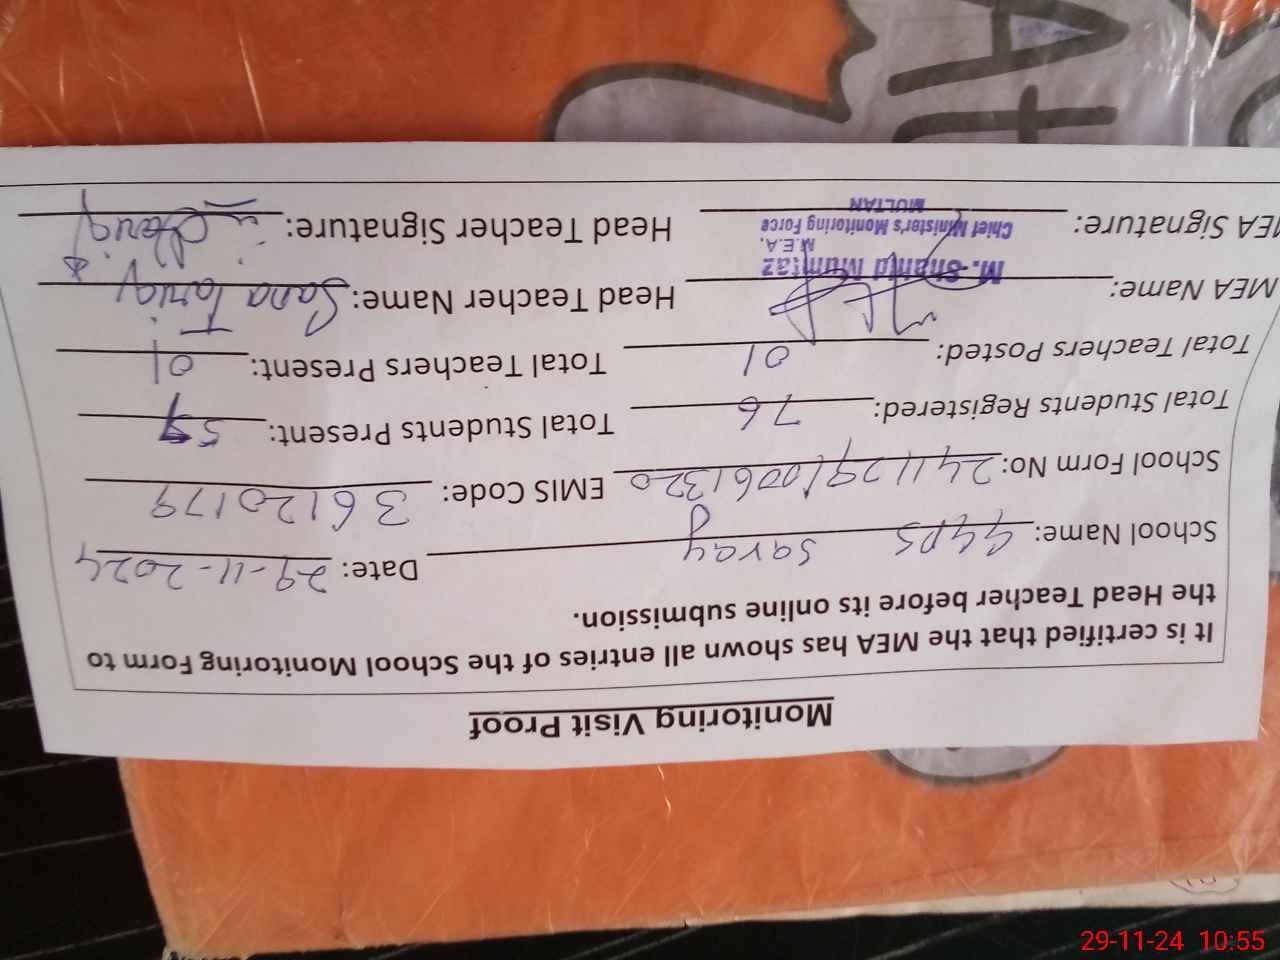 Monitoring Visit Proof
It is certified that the MEA has shown all entries of the School Monitoring Form to
the Head Teacher before its online submission.
School Name: GGPS Saray Date: 29-11-2024
School Form No: 241129/0061320 EMIS Code: 36120179
Total Students Registered: 76 Total Students Present: 59
Total Teachers Posted: 01 Total Teachers Present: 01
MEA Name: Head Teacher Name: Sana Tariq
M. Shahid Mumtaz
M.E.A.
Chief Minister's Monitoring Force
MULTAN
MEA Signature: Head Teacher Signature:
29-11-24 10:55